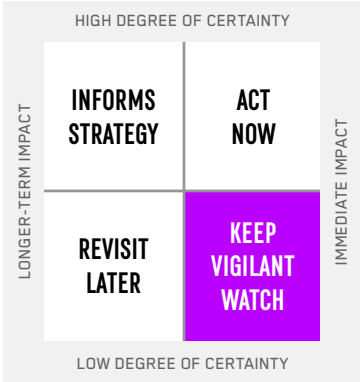 HIGH DEGREE OF CERTAINTY
LONGER-TERM IMPACT
INFORMS
STRATEGY
ACT
NOW
IMMEDIATE IMPACT
REVISIT
LATER
KEEP
VIGILANT
WATCH
LOW DEGREE OF CERTAINTY